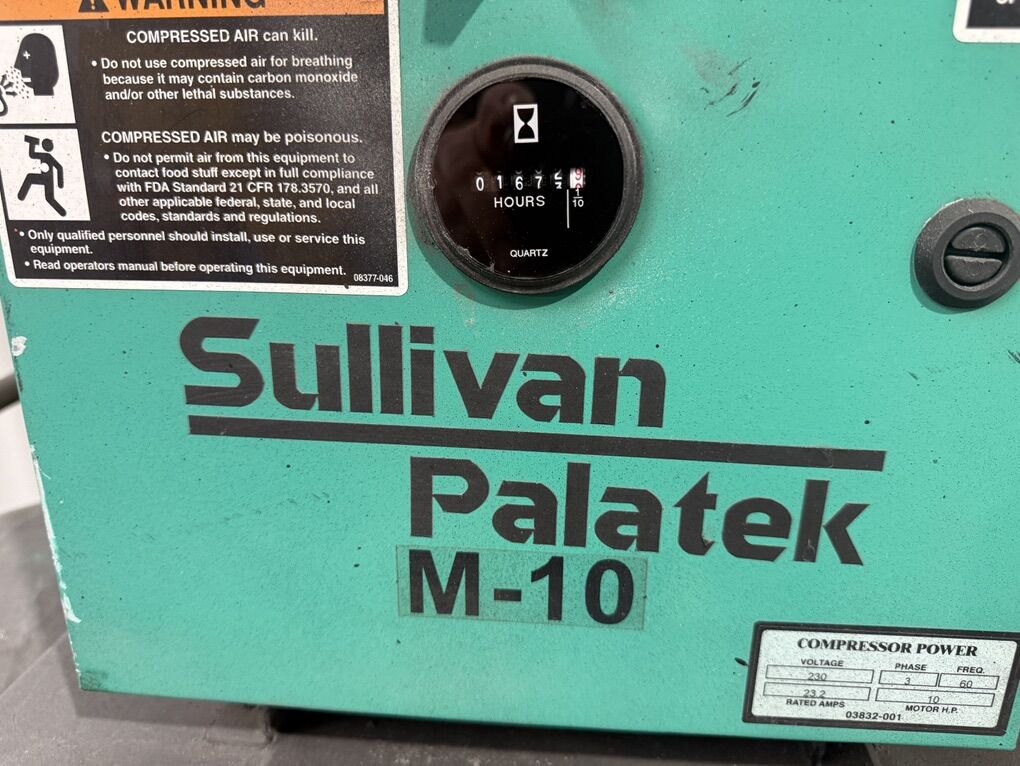 WARNING
COMPRESSED AIR can kill.
• Do not use compressed air for breathing
because it may contain carbon monoxide
and/or other lethal substances.
COMPRESSED AIR may be poisonous.
• Do not permit air from this equipment to
contact food stuff except in full compliance
with FDA Standard 21 CFR 178.3570, and all
other applicable federal, state, and local
codes, standards and regulations.
• Only qualified personnel should install, use or service this
equipment.
• Read operators manual before operating this equipment.
08377-046
0 1 6 7
HOURS
1
10
QUARTZ
Sullivan
Palatek
M-10
COMPRESSOR POWER
VOLTAGE PHASE FREQ.
230 3 60
23.2 10
RATED AMPS MOTOR H.P.
03832-001